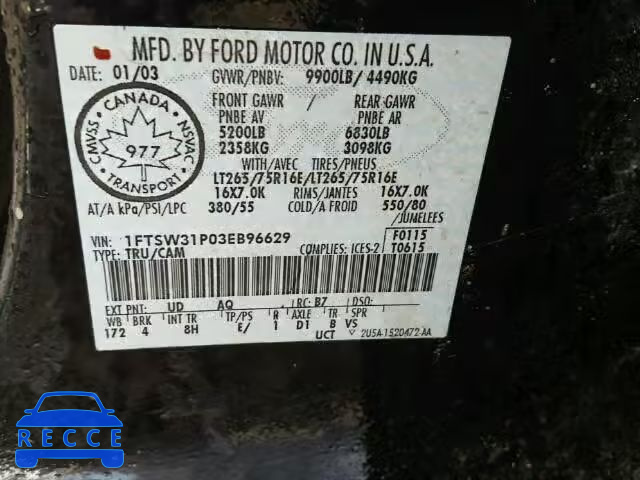 MFD. BY FORD MOTOR CO. IN U.S.A.
DATE: 01/03 GVWR/PNBV: 9900LB/ 4490KG
FRONT GAWR / REAR GAWR
PNBE AV PNBE AR
5200LB 6830LB
2358KG 3098KG
WITH/AVEC TIRES/PNEUS
LT265/75R16E/LT265/75R16E
16X7.0K RIMS/JANTES 16X7.0K
AT/A kPa/PSI/LPC 380/55 COLD/A FROID 550/80
/JUMELEES
CANADA
CMVSS NSVAC
977
TRANSPORT
VIN: 1FTSW31P03EB96629 F0115
TYPE: TRU/CAM COMPLIES: ICES-2 T0615
EXT PNT: UD AQ RC: B7 DSO:
WB BRK INT TR TP/PS R AXLE TR SPR
172 4 8H E/ 1 D1 B VS
UCT ▽ 2U5A-1520472-AA
RECCE